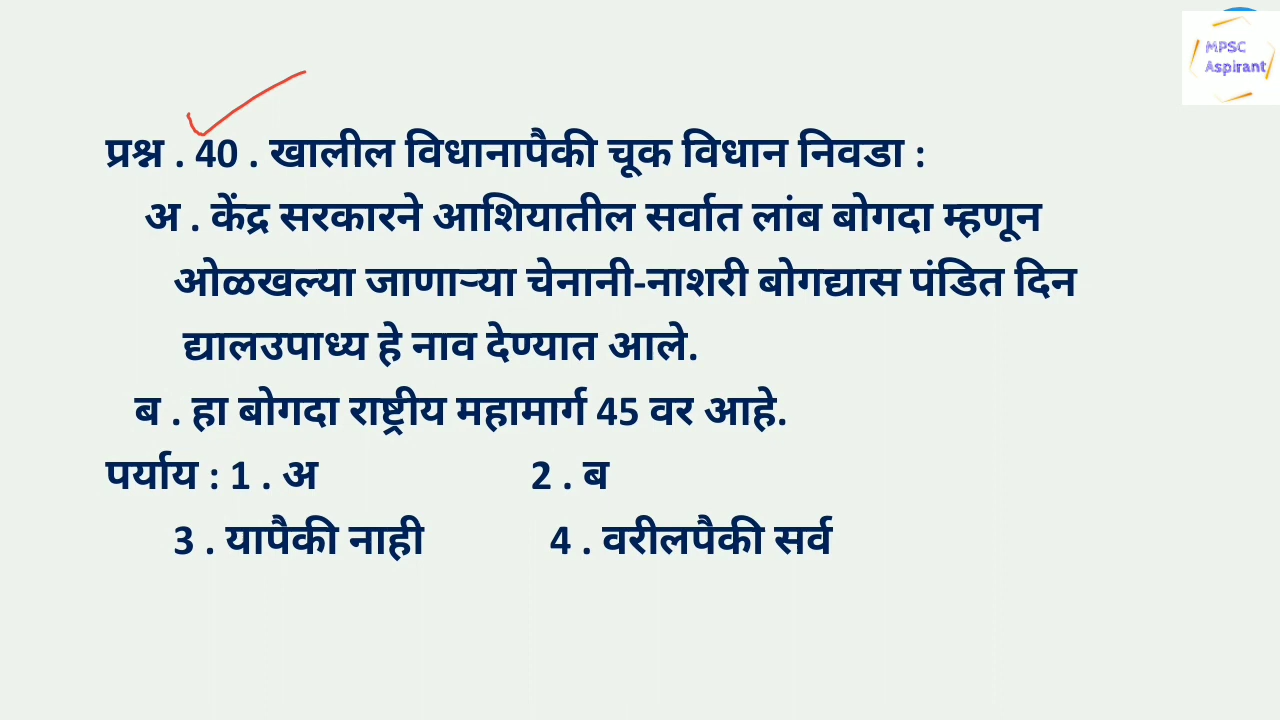 MPSC
Aspirant
प्रश्न . 40 . खालील विधानापैकी चूक विधान निवडा :
अ . केंद्र सरकारने आशियातील सर्वात लांब बोगदा म्हणून
ओळखल्या जाणाऱ्या चेनानी-नाशरी बोगद्यास पंडित दिन
द्यालउपाध्य हे नाव देण्यात आले.
ब . हा बोगदा राष्ट्रीय महामार्ग 45 वर आहे.
पर्याय : 1 . अ 2 . ब
3 . यापैकी नाही 4 . वरीलपैकी सर्व